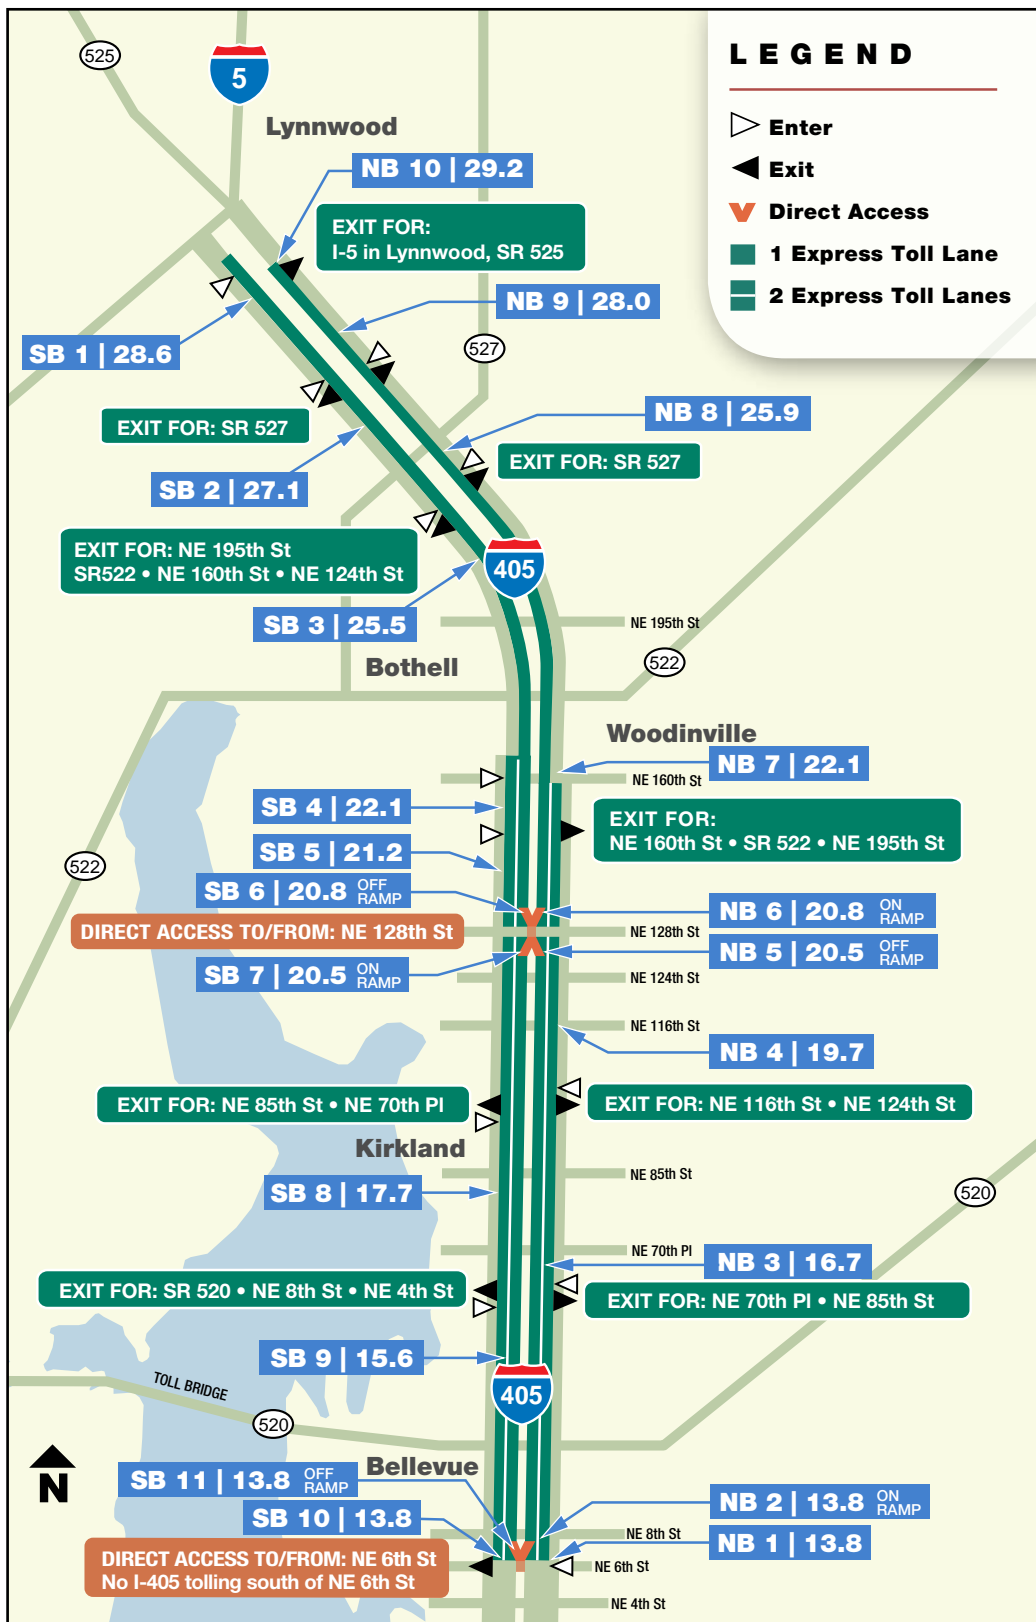 LEGEND
Enter
Exit
Direct Access
1 Express Toll Lane
2 Express Toll Lanes
525
5
Lynnwood
NB 10 | 29.2
EXIT FOR:
I-5 in Lynnwood, SR 525
NB 9 | 28.0
SB 1 | 28.6
527
NB 8 | 25.9
EXIT FOR: SR 527
EXIT FOR: SR 527
SB 2 | 27.1
EXIT FOR: NE 195th St
SR522 • NE 160th St • NE 124th St
405
SB 3 | 25.5
NE 195th St
Bothell
522
Woodinville
NB 7 | 22.1
NE 160th St
SB 4 | 22.1
EXIT FOR:
NE 160th St • SR 522 • NE 195th St
SB 5 | 21.2
522
SB 6 | 20.8 OFF RAMP
NB 6 | 20.8 ON RAMP
DIRECT ACCESS TO/FROM: NE 128th St
NE 128th St
NB 5 | 20.5 OFF RAMP
SB 7 | 20.5 ON RAMP
NE 124th St
NE 116th St
NB 4 | 19.7
EXIT FOR: NE 85th St • NE 70th Pl
EXIT FOR: NE 116th St • NE 124th St
Kirkland
NE 85th St
SB 8 | 17.7
520
NE 70th Pl
NB 3 | 16.7
EXIT FOR: SR 520 • NE 8th St • NE 4th St
EXIT FOR: NE 70th Pl • NE 85th St
SB 9 | 15.6
TOLL BRIDGE
405
520
N
Bellevue
SB 11 | 13.8 OFF RAMP
NB 2 | 13.8 ON RAMP
SB 10 | 13.8
NE 8th St
NB 1 | 13.8
DIRECT ACCESS TO/FROM: NE 6th St
No I-405 tolling south of NE 6th St
NE 6th St
NE 4th St